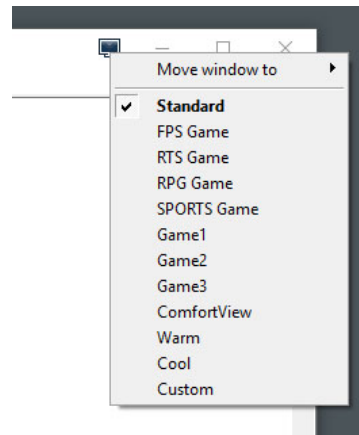 Move window to
Standard
FPS Game
RTS Game
RPG Game
SPORTS Game
Game1
Game2
Game3
ComfortView
Warm
Cool
Custom